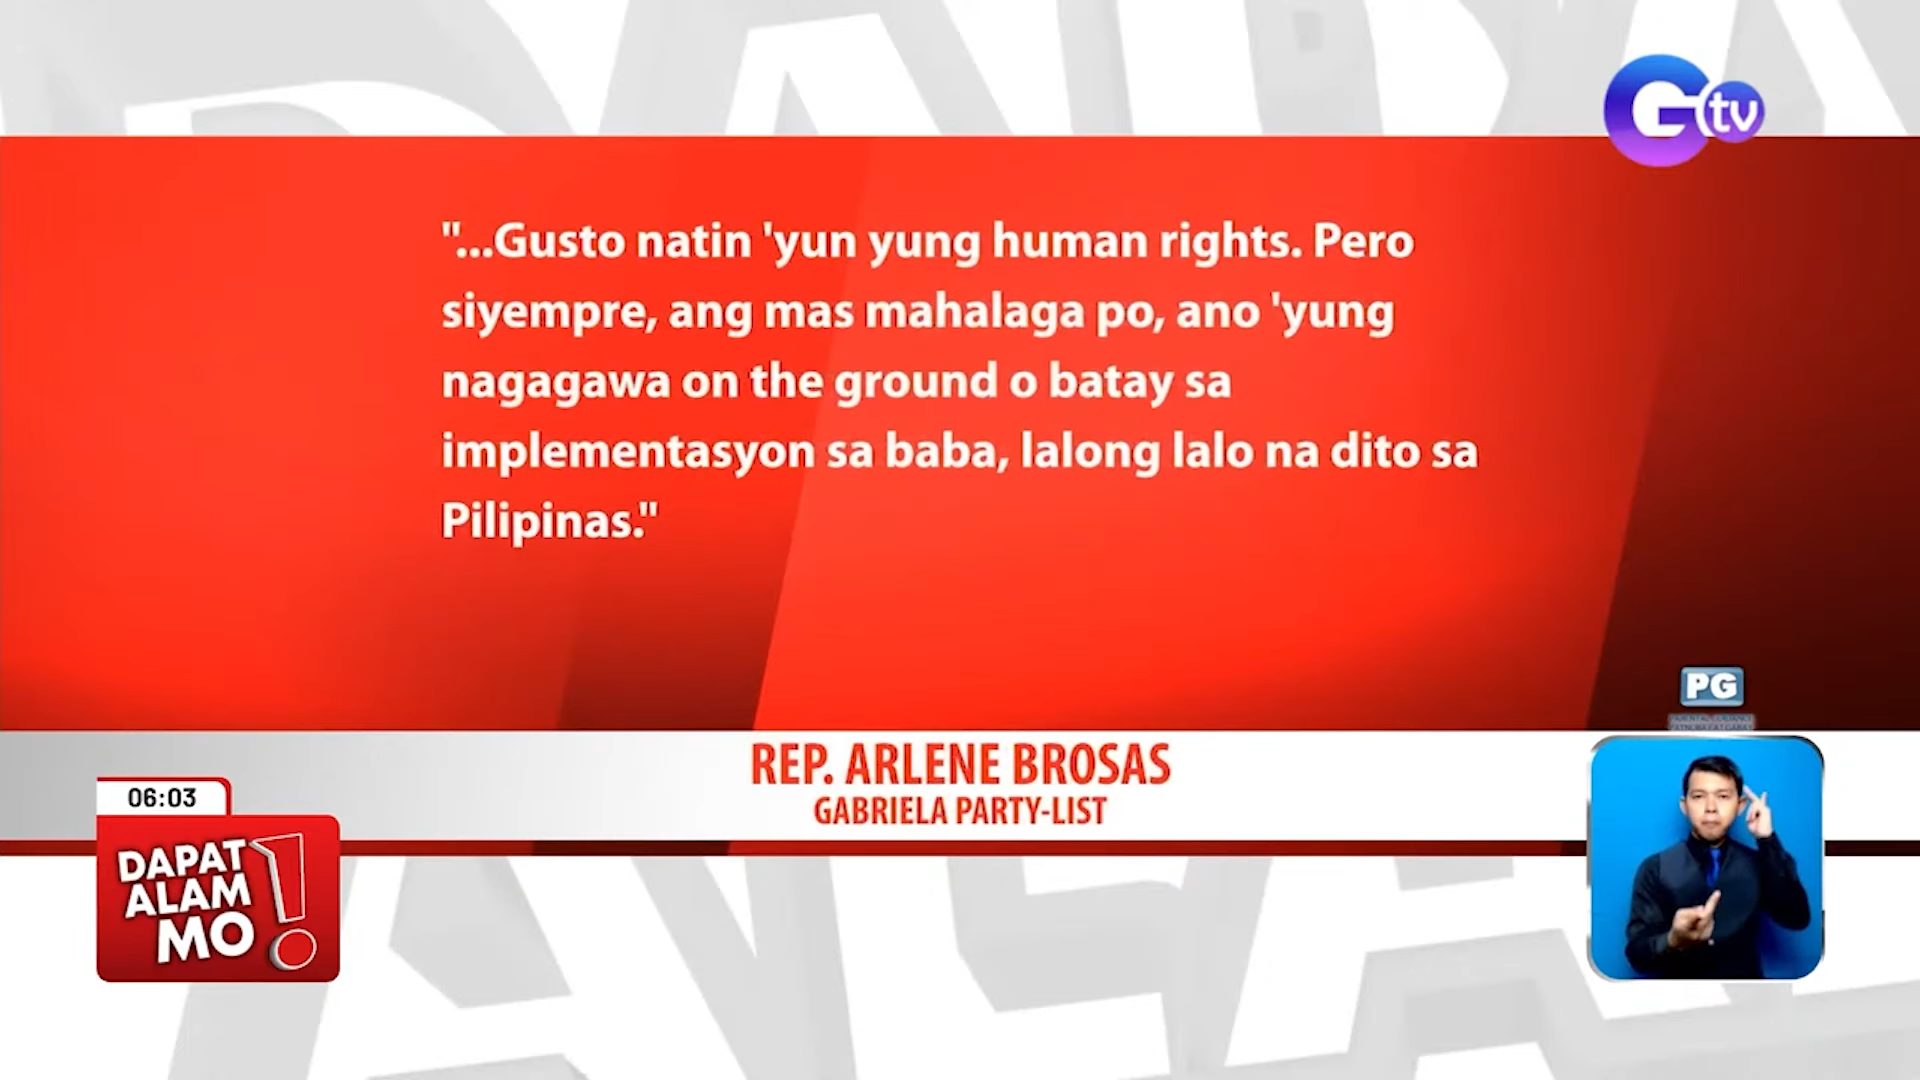 Gtv
"...Gusto natin 'yun yung human rights. Pero
siyempre, ang mas mahalaga po, ano 'yung
nagagawa on the ground o batay sa
implementasyon sa baba, lalong lalo na dito sa
Pilipinas."
PG
REP. ARLENE BROSAS
GABRIELA PARTY-LIST
06:03
DAPAT
ALAM
MO!